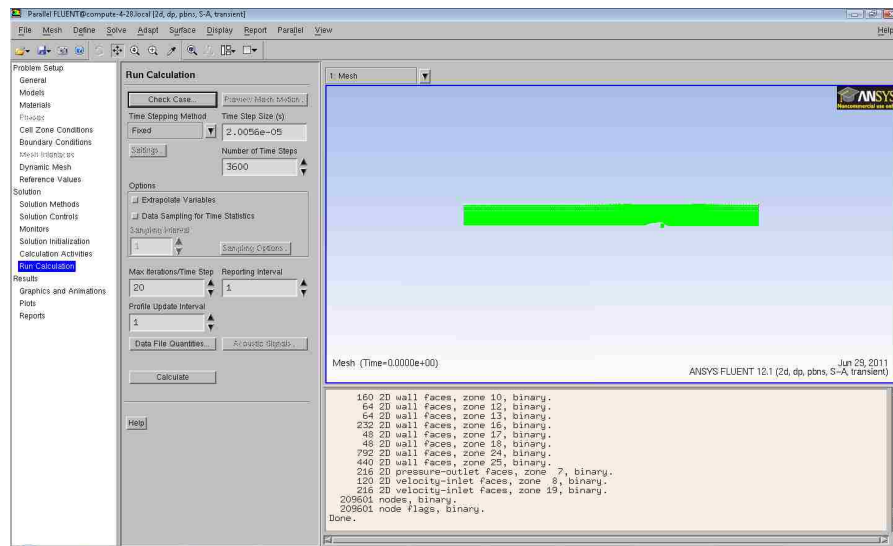 Parallel FLUENT@compute-4-28.local [2d, dp, pbns, S-A, transient]
File Mesh Define Solve Adapt Surface Display Report Parallel View Help
Problem Setup
General
Models
Materials
Phases
Cell Zone Conditions
Boundary Conditions
Mesh Interfaces
Dynamic Mesh
Reference Values
Solution
Solution Methods
Solution Controls
Monitors
Solution Initialization
Calculation Activities
Run Calculation
Results
Graphics and Animations
Plots
Reports
Run Calculation
Check Case... Preview Mesh Motion...
Time Stepping Method Time Step Size (s)
Fixed 2.0056e-05
Settings... Number of Time Steps
3600
Options
Extrapolate Variables
Data Sampling for Time Statistics
Sampling Interval
1 Sampling Options...
Max Iterations/Time Step Reporting Interval
20 1
Profile Update Interval
1
Data File Quantities... Acoustic Signals...
Calculate
Help
1: Mesh
ANSYS
Noncommercial use only
Mesh (Time=0.0000e+00) Jun 29, 2011
ANSYS FLUENT 12.1 (2d, dp, pbns, S-A, transient)
160 2D wall faces, zone 10, binary.
64 2D wall faces, zone 12, binary.
64 2D wall faces, zone 13, binary.
232 2D wall faces, zone 16, binary.
48 2D wall faces, zone 17, binary.
48 2D wall faces, zone 18, binary.
792 2D wall faces, zone 24, binary.
440 2D wall faces, zone 25, binary.
216 2D pressure-outlet faces, zone 7, binary.
120 2D velocity-inlet faces, zone 8, binary.
216 2D velocity-inlet faces, zone 19, binary.
209601 nodes, binary.
209601 node flags, binary.
Done.